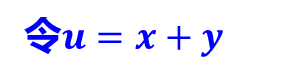 令u = x + y